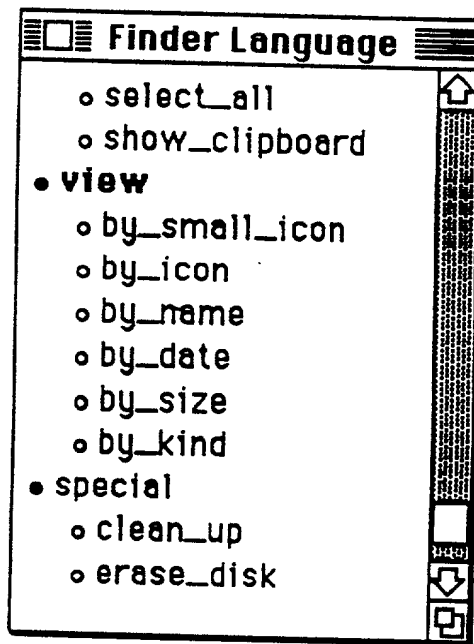 Finder Language
select_all
show_clipboard
view
by_small_icon
by_icon
by_name
by_date
by_size
by_kind
special
clean_up
erase_disk